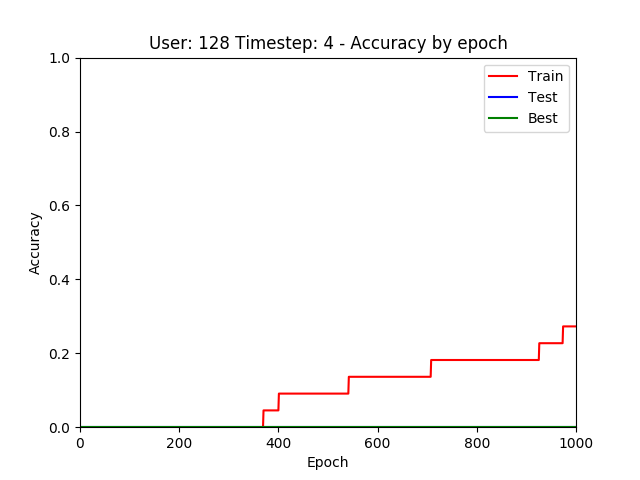 User: 128 Timestep: 4 - Accuracy by epoch
1.0
0.8
0.6
0.4
0.2
0.0
Accuracy
Train
Test
Best
0 200 400 600 800 1000
Epoch